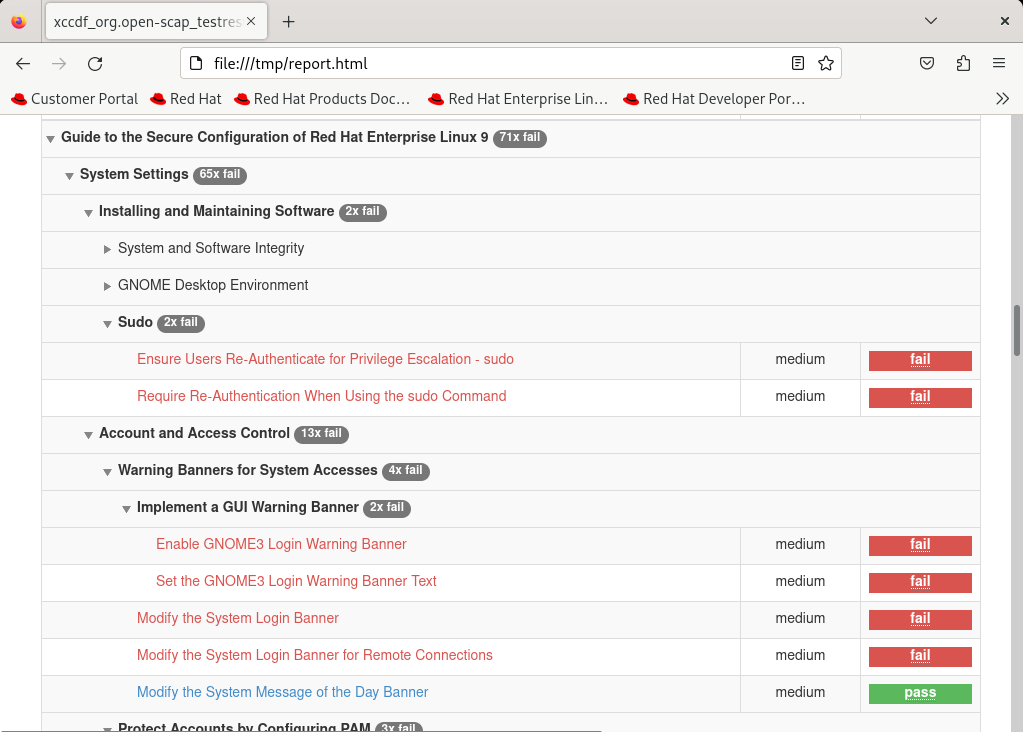 xccdf_org.open-scap_testres
file:///tmp/report.html
Customer Portal Red Hat Red Hat Products Doc… Red Hat Enterprise Lin… Red Hat Developer Por…
Guide to the Secure Configuration of Red Hat Enterprise Linux 9 71x fail
System Settings 65x fail
Installing and Maintaining Software 2x fail
System and Software Integrity
GNOME Desktop Environment
Sudo 2x fail
Ensure Users Re-Authenticate for Privilege Escalation - sudo medium fail
Require Re-Authentication When Using the sudo Command medium fail
Account and Access Control 13x fail
Warning Banners for System Accesses 4x fail
Implement a GUI Warning Banner 2x fail
Enable GNOME3 Login Warning Banner medium fail
Set the GNOME3 Login Warning Banner Text medium fail
Modify the System Login Banner medium fail
Modify the System Login Banner for Remote Connections medium fail
Modify the System Message of the Day Banner medium pass
Protect Accounts by Configuring PAM 3x fail